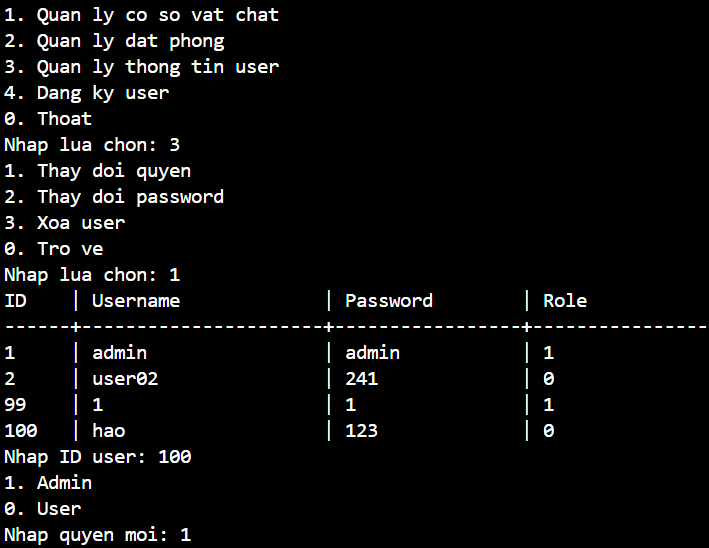 1. Quan ly co so vat chat
2. Quan ly dat phong
3. Quan ly thong tin user
4. Dang ky user
0. Thoat
Nhap lua chon: 3
1. Thay doi quyen
2. Thay doi password
3. Xoa user
0. Tro ve
Nhap lua chon: 1
ID    | Username             | Password        | Role
------+----------------------+-----------------+----------------
1     | admin                | admin           | 1
2     | user02               | 241             | 0
99    | 1                    | 1               | 1
100   | hao                  | 123             | 0
Nhap ID user: 100
1. Admin
0. User
Nhap quyen moi: 1